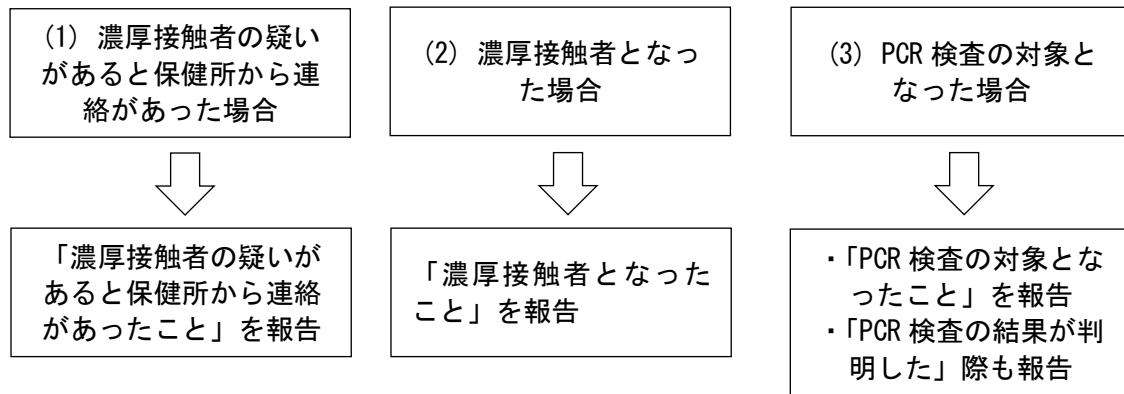 (1) 濃厚接触者の疑い
があると保健所から連
絡があった場合
(2) 濃厚接触者となっ
た場合
(3) PCR 検査の対象と
なった場合
「濃厚接触者の疑いが
あると保健所から連絡
があったこと」を報告
「濃厚接触者となった
こと」を報告
・「PCR 検査の対象とな
ったこと」を報告
・「PCR 検査の結果が判
明した」際も報告